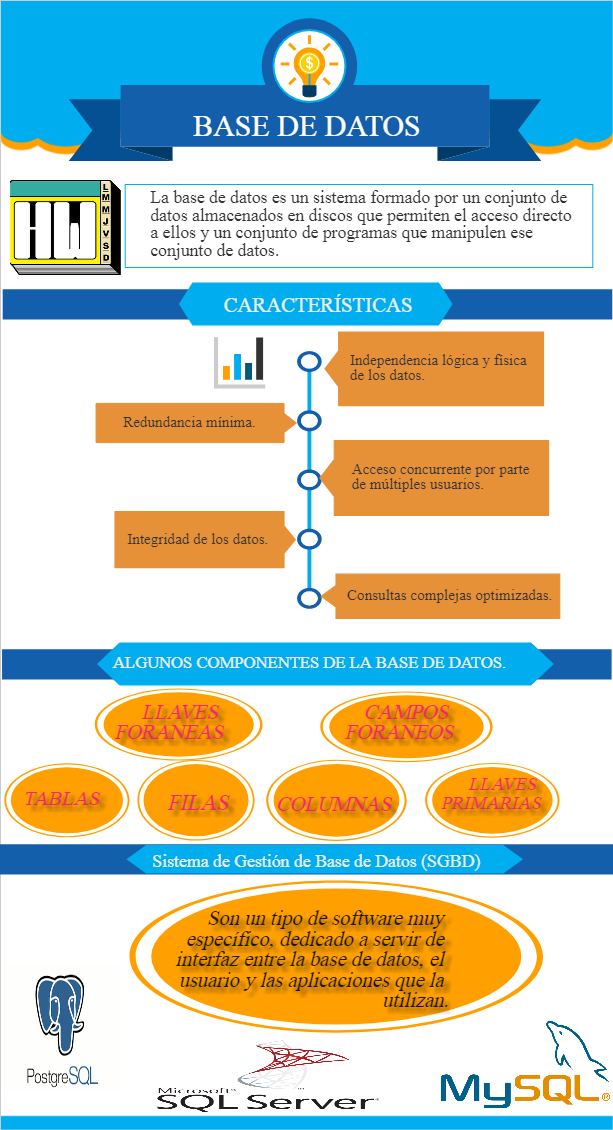 $
BASE DE DATOS
L
M
M
J
V
S
D
La base de datos es un sistema formado por un conjunto de
datos almacenados en discos que permiten el acceso directo
a ellos y un conjunto de programas que manipulen ese
conjunto de datos.
CARACTERÍSTICAS
Independencia lógica y física
de los datos.
Redundancia mínima.
Acceso concurrente por parte
de múltiples usuarios.
Integridad de los datos.
Consultas complejas optimizadas.
ALGUNOS COMPONENTES DE LA BASE DE DATOS.
LLAVES
FORANEAS
CAMPOS
FORANEOS
TABLAS
FILAS
COLUMNAS
LLAVES
PRIMARIAS
Sistema de Gestión de Base de Datos (SGBD)
Son un tipo de software muy
específico, dedicado a servir de
interfaz entre la base de datos, el
usuario y las aplicaciones que la
utilizan.
PostgreSQL
Microsoft®
SQL Server®
MySQL®